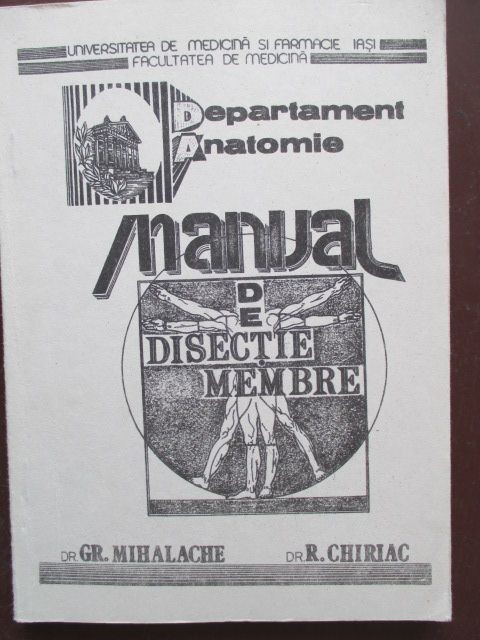 UNIVERSITATEA DE MEDICINĂ SI FARMACIE IAȘI
FACULTATEA DE MEDICINĂ
Departament
Anatomie
Manual
DE
DISECȚIE
MEMBRE
DR. GR. MIHALACHE DR. R. CHIRIAC